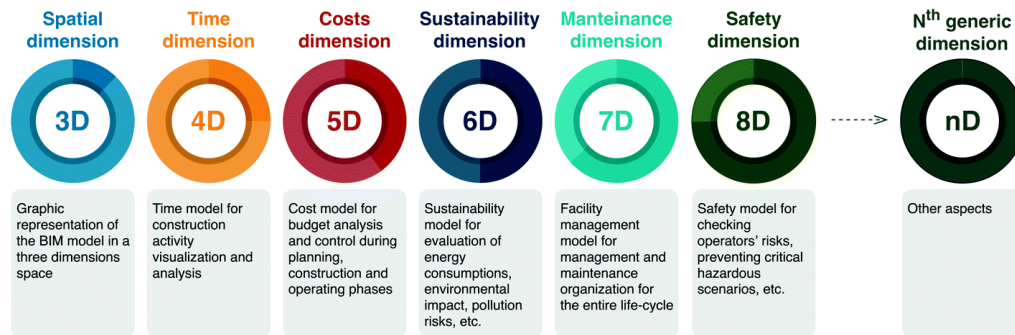 Spatial
dimension
Time
dimension
Costs
dimension
Sustainability
dimension
Manteinance
dimension
Safety
dimension
Nth generic
dimension
3D
4D
5D
6D
7D
8D
nD
Graphic
representation of
the BIM model in a
three dimensions
space
Time model for
construction
activity
visualization and
analysis
Cost model for
budget analysis
and control during
planning,
construction and
operating phases
Sustainability
model for
evaluation of
energy
consumptions,
environmental
impact, pollution
risks, etc.
Facility
management
model for
management and
maintenance
organization for
the entire life-cycle
Safety model for
checking
operators’ risks,
preventing critical
hazardous
scenarios, etc.
Other aspects